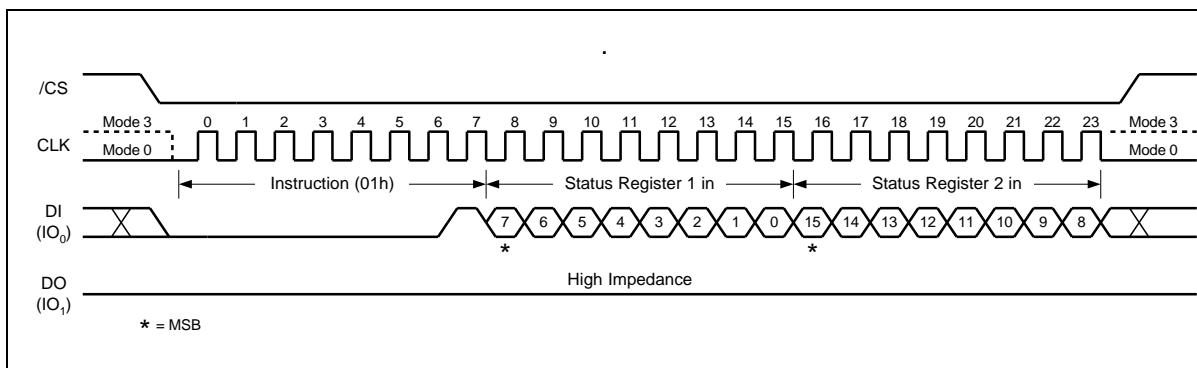 /CS
Mode 3 0 1 2 3 4 5 6 7 8 9 10 11 12 13 14 15 16 17 18 19 20 21 22 23 Mode 3
CLK Mode 0 Mode 0
Instruction (01h) Status Register 1 in Status Register 2 in
DI
(IO₀) 7 6 5 4 3 2 1 0 15 14 13 12 11 10 9 8
* *
DO High Impedance
(IO₁)
* = MSB